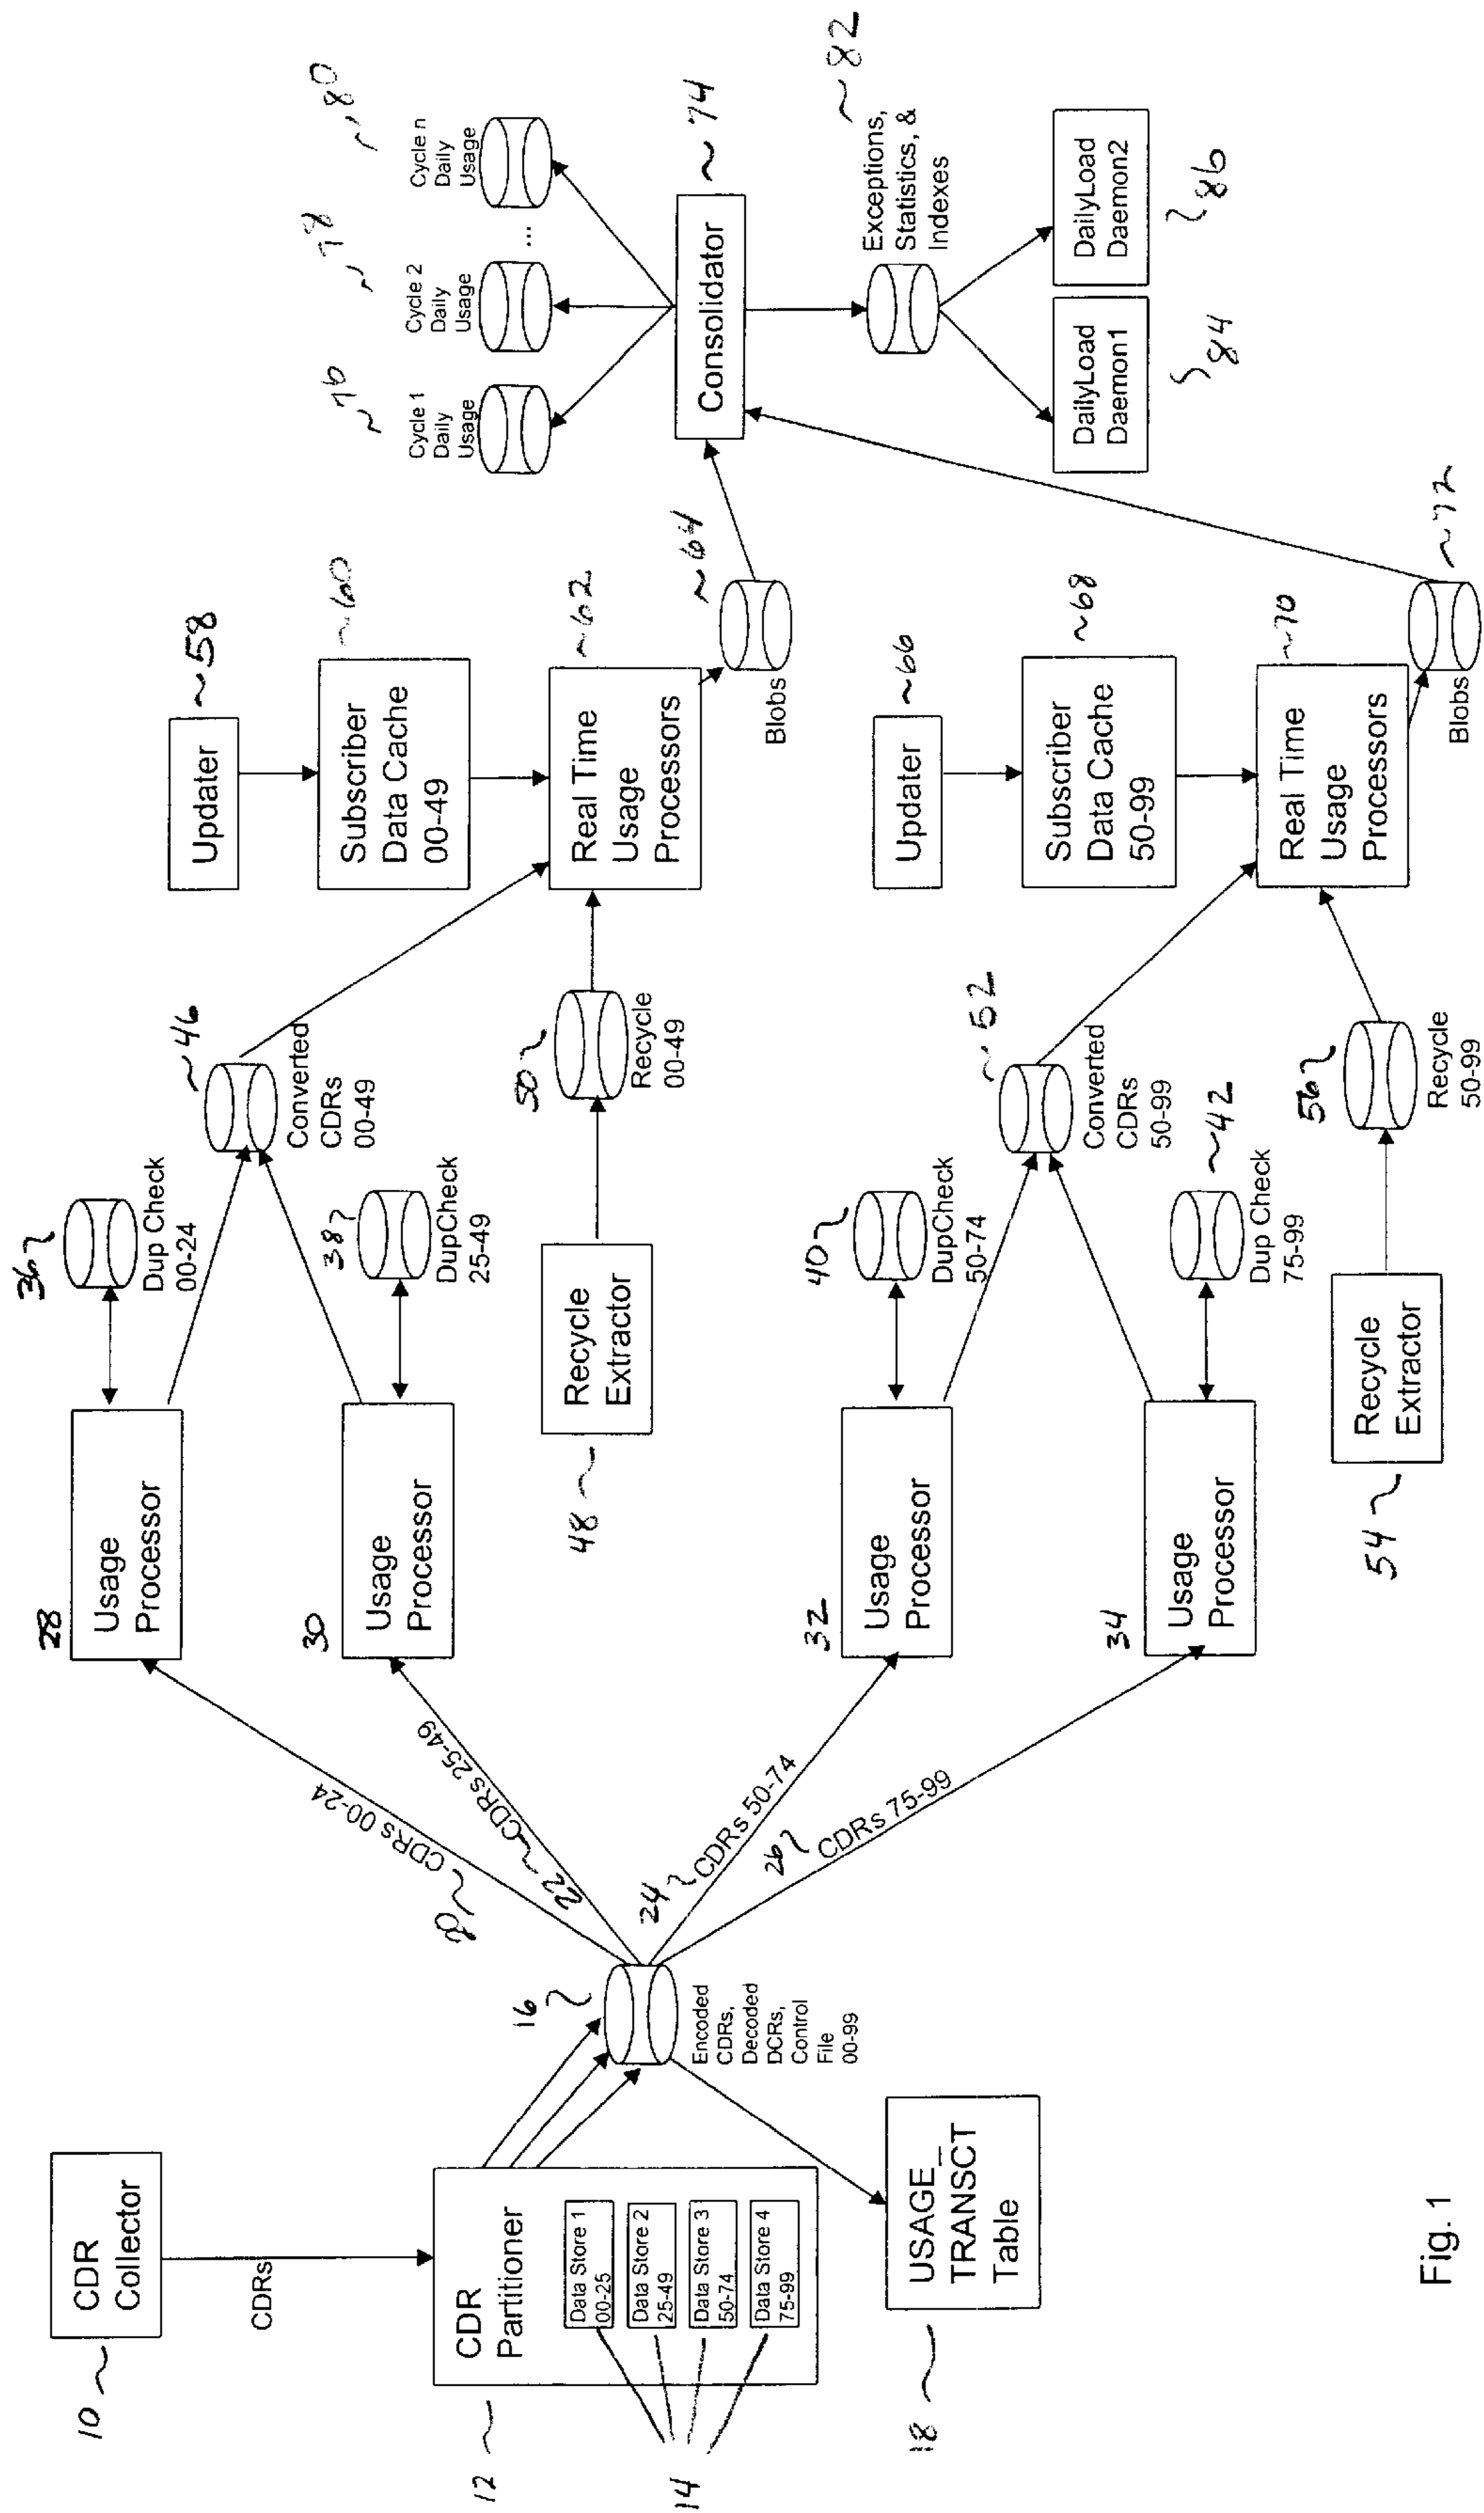 10
CDR
Collector
CDRs
12
CDR
Partitioner
Data Store 1
00-25
Data Store 2
25-49
Data Store 3
50-74
Data Store 4
75-99
14
16
Encoded
CDRs,
Decoded
DCRs,
Control
File
00-99
18
USAGE_
TRANSCT
Table
20
CDRs 00-24
22
CDRs 25-49
24
CDRs 50-74
26
CDRs 75-99
28
Usage
Processor
30
Usage
Processor
32
Usage
Processor
34
Usage
Processor
36
Dup Check
00-24
38
DupCheck
25-49
40
DupCheck
50-74
42
Dup Check
75-99
46
Converted
CDRs
00-49
48
Recycle
Extractor
50
Recycle
00-49
52
Converted
CDRs
50-99
54
Recycle
Extractor
56
Recycle
50-99
58
Updater
60
Subscriber
Data Cache
00-49
62
Real Time
Usage
Processors
64
Blobs
66
Updater
68
Subscriber
Data Cache
50-99
70
Real Time
Usage
Processors
72
Blobs
74
Consolidator
76
Cycle 1
Daily
Usage
78
Cycle 2
Daily
Usage
...
80
Cycle n
Daily
Usage
82
Exceptions,
Statistics, &
Indexes
84
DailyLoad
Daemon1
86
DailyLoad
Daemon2
Fig. 1